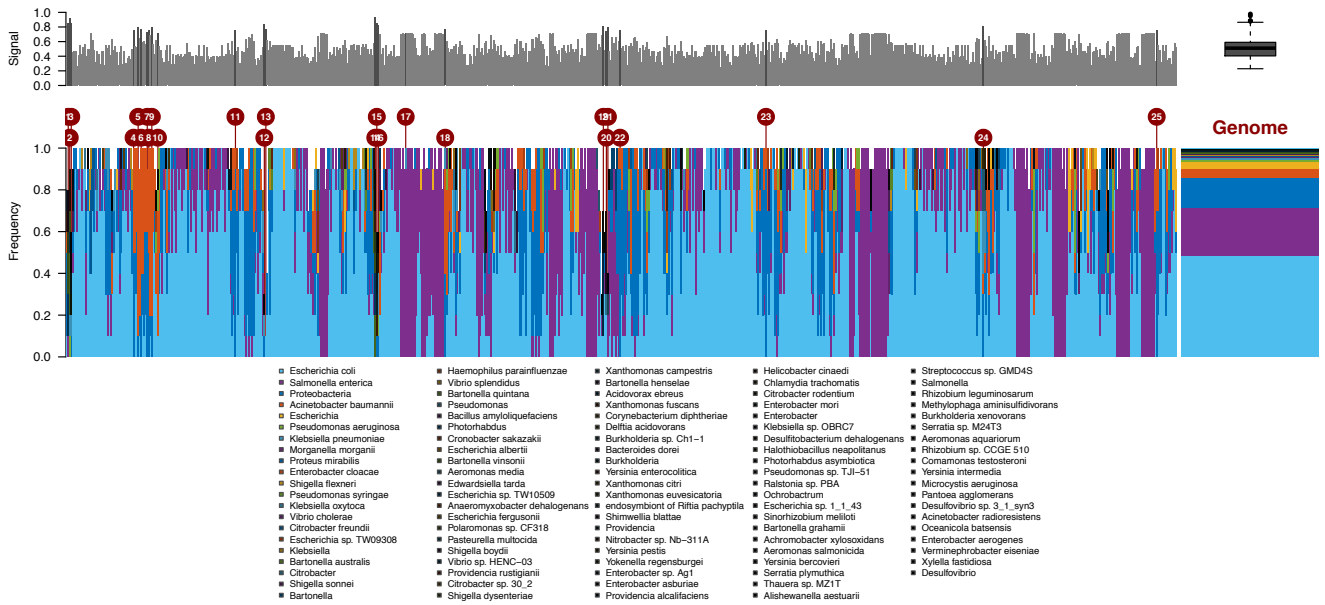 Signal
1.0
0.8
0.6
0.4
0.2
0.0
3 5 7 9 11 13 15 17 21 23 25
2 4 6 8 10 12 16 18 20 22 24
Genome
Frequency
1.0
0.8
0.6
0.4
0.2
0.0
Escherichia coli
Salmonella enterica
Proteobacteria
Acinetobacter baumannii
Escherichia
Pseudomonas aeruginosa
Klebsiella pneumoniae
Morganella morganii
Proteus mirabilis
Enterobacter cloacae
Shigella flexneri
Pseudomonas syringae
Klebsiella oxytoca
Vibrio cholerae
Citrobacter freundii
Escherichia sp. TW09308
Klebsiella
Bartonella australis
Citrobacter
Shigella sonnei
Bartonella
Haemophilus parainfluenzae
Vibrio splendidus
Bartonella quintana
Pseudomonas
Bacillus amyloliquefaciens
Photorhabdus
Cronobacter sakazakii
Escherichia albertii
Bartonella vinsonii
Aeromonas media
Edwardsiella tarda
Escherichia sp. TW10509
Anaeromyxobacter dehalogenans
Escherichia fergusonii
Polaromonas sp. CF318
Pasteurella multocida
Shigella boydii
Vibrio sp. HENC−03
Providencia rustigianii
Citrobacter sp. 30_2
Shigella dysenteriae
Xanthomonas campestris
Bartonella henselae
Acidovorax ebreus
Xanthomonas fuscans
Corynebacterium diphtheriae
Delftia acidovorans
Burkholderia sp. Ch1−1
Bacteroides dorei
Burkholderia
Yersinia enterocolitica
Xanthomonas citri
Xanthomonas euvesicatoria
endosymbiont of Riftia pachyptila
Shimwellia blattae
Providencia
Nitrobacter sp. Nb−311A
Yersinia pestis
Yokenella regensburgei
Enterobacter sp. Ag1
Enterobacter asburiae
Providencia alcalifaciens
Helicobacter cinaedi
Chlamydia trachomatis
Citrobacter rodentium
Enterobacter mori
Enterobacter
Klebsiella sp. OBRC7
Desulfitobacterium dehalogenans
Halothiobacillus neapolitanus
Photorhabdus asymbiotica
Pseudomonas sp. TJI−51
Ralstonia sp. PBA
Ochrobactrum
Escherichia sp. 1_1_43
Sinorhizobium meliloti
Bartonella grahamii
Achromobacter xylosoxidans
Aeromonas salmonicida
Yersinia bercovieri
Serratia plymuthica
Thauera sp. MZ1T
Alishewanella aestuarii
Streptococcus sp. GMD4S
Salmonella
Rhizobium leguminosarum
Methylophaga aminisulfidivorans
Burkholderia xenovorans
Serratia sp. M24T3
Aeromonas aquariorum
Rhizobium sp. CCGE 510
Comamonas testosteroni
Yersinia intermedia
Microcystis aeruginosa
Pantoea agglomerans
Desulfovibrio sp. 3_1_syn3
Acinetobacter radioresistens
Oceanicola batsensis
Enterobacter aerogenes
Verminephrobacter eiseniae
Xylella fastidiosa
Desulfovibrio